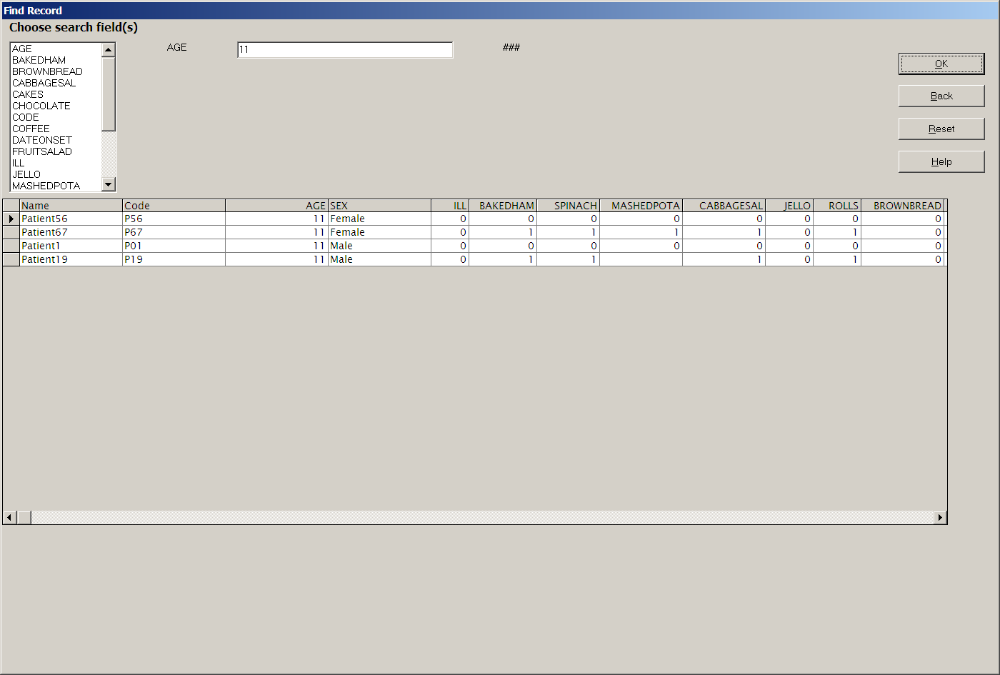 Find Record
Choose search field(s)
AGE
BAKEDHAM
BROWNBREAD
CABBAGESAL
CAKES
CHOCOLATE
CODE
COFFEE
DATEONSET
FRUITSALAD
ILL
JELLO
MASHEDPOTA
AGE 11 ###
OK
Back
Reset
Help
Name Code AGE SEX ILL BAKEDHAM SPINACH MASHEDPOTA CABBAGESAL JELLO ROLLS BROWNBREAD
Patient56 P56 11 Female 0 0 0 0 0 0 0 0
Patient67 P67 11 Female 0 1 1 1 1 0 1 0
Patient1 P01 11 Male 0 0 0 0 0 0 0 0
Patient19 P19 11 Male 0 1 1 1 0 1 0